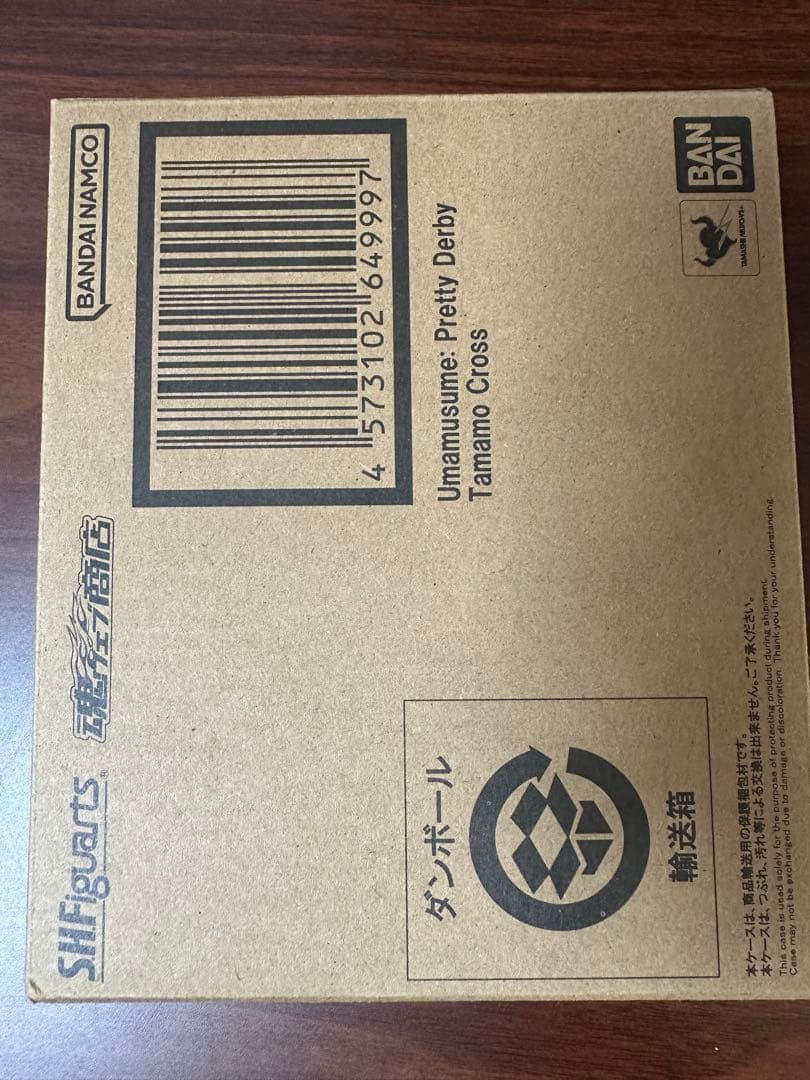 S.H.Figuarts®
魂ウェブ商店
BANDAI NAMCO
4 573102 649997
Umamusume: Pretty Derby
Tamamo Cross
ダンボール
輸送箱
BAN
DAI
TAMASHII NATIONS
本ケースは、商品輸送用の保護梱包材です。
本ケースは、つぶれ、汚れ等による交換は出来ません。ご了承ください。
This case is used solely for the purpose of protecting product during shipment.
Case may not be exchanged due to damage or discoloration. Thank you for your understanding.